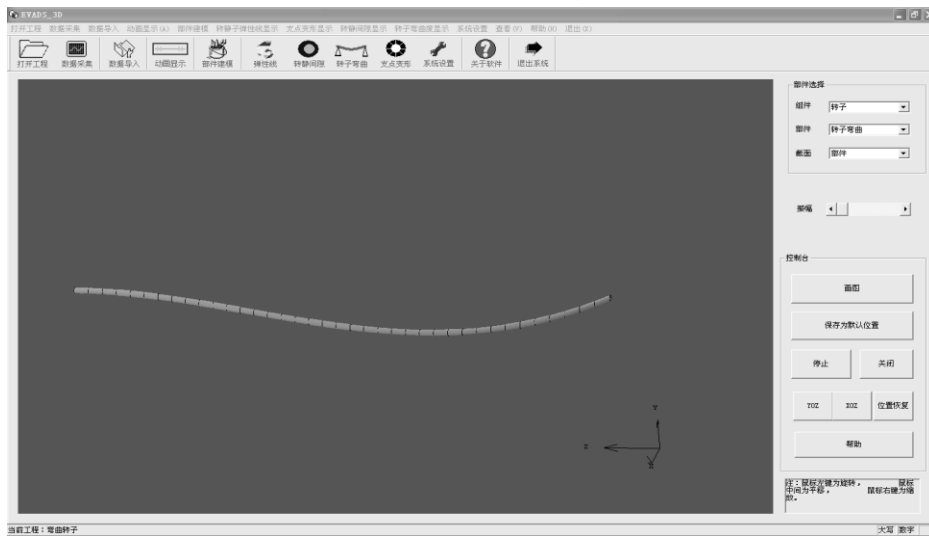 RVADS_3D
打开工程 数据采集 数据导入 动画显示(A) 部件建模 转静子弹性线显示 支点变形显示 转静间隙显示 转子弯曲度显示 系统设置 查看(V) 帮助(H) 退出(X)
打开工程 数据采集 数据导入 动画显示 部件建模 弹性线 转静间隙 转子弯曲 支点变形 系统设置 关于软件 退出系统
部件选择
组件 转子
部件 转子弯曲
截面 部件
振幅
控制台
画图
保存为默认位置
停止 关闭
YOZ XOZ 位置恢复
帮助
Y
X
Z
注：鼠标左键为旋转， 鼠标
中间为平移， 鼠标右键为缩
放。
当前工程：弯曲转子
大写 数字